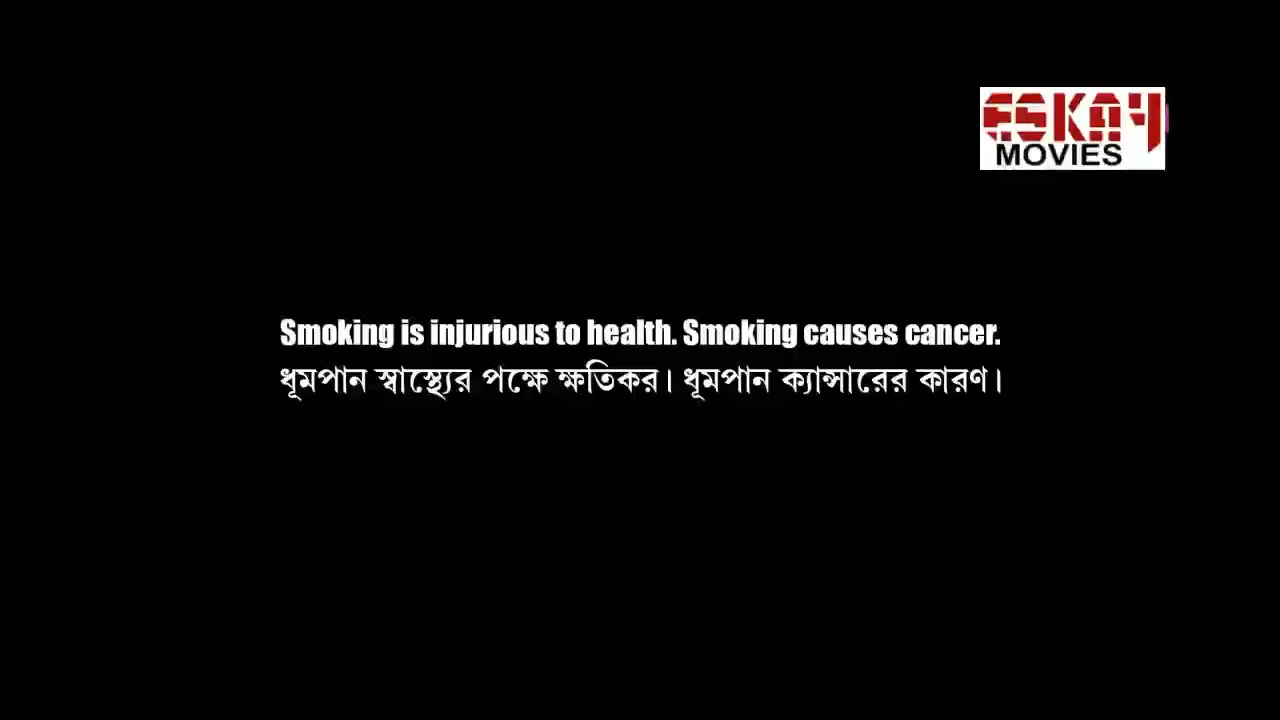 ESKAY
MOVIES
Smoking is injurious to health. Smoking causes cancer.
ধূমপান স্বাস্থ্যের পক্ষে ক্ষতিকর। ধূমপান ক্যান্সারের কারণ।